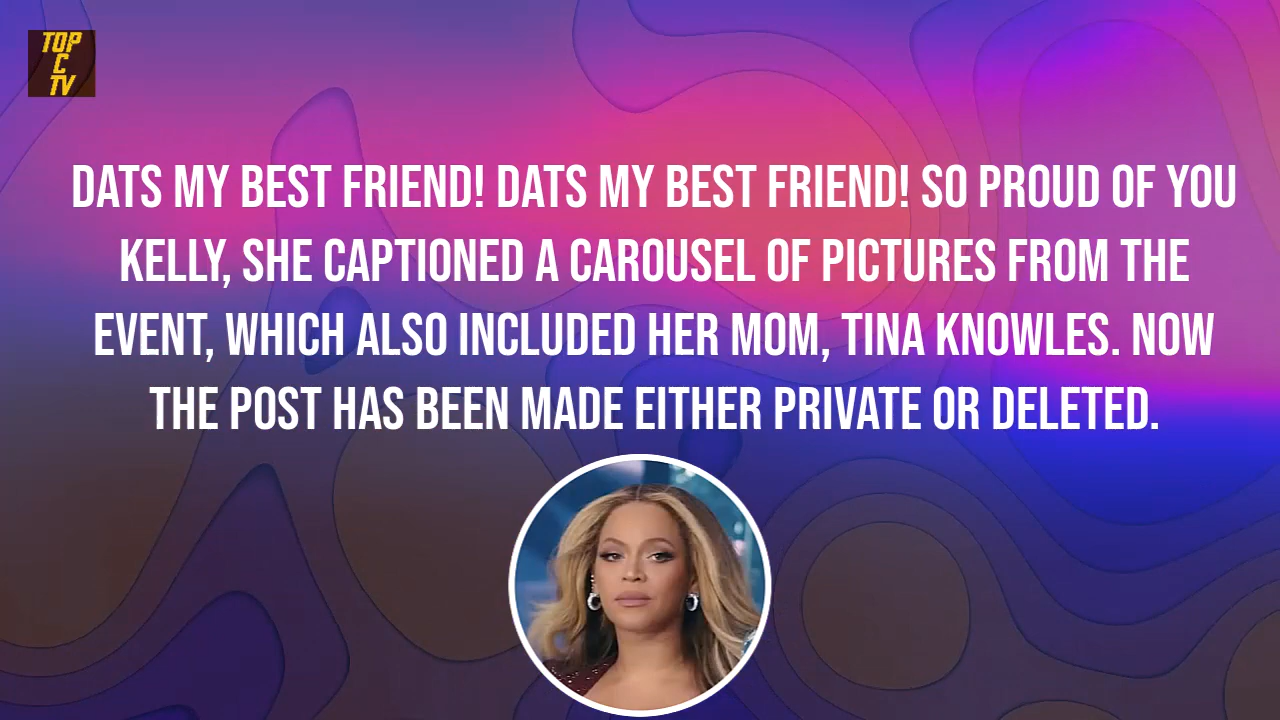 TOP
C
TV
DATS MY BEST FRIEND! DATS MY BEST FRIEND! SO PROUD OF YOU
KELLY, SHE CAPTIONED A CAROUSEL OF PICTURES FROM THE
EVENT, WHICH ALSO INCLUDED HER MOM, TINA KNOWLES. NOW
THE POST HAS BEEN MADE EITHER PRIVATE OR DELETED.